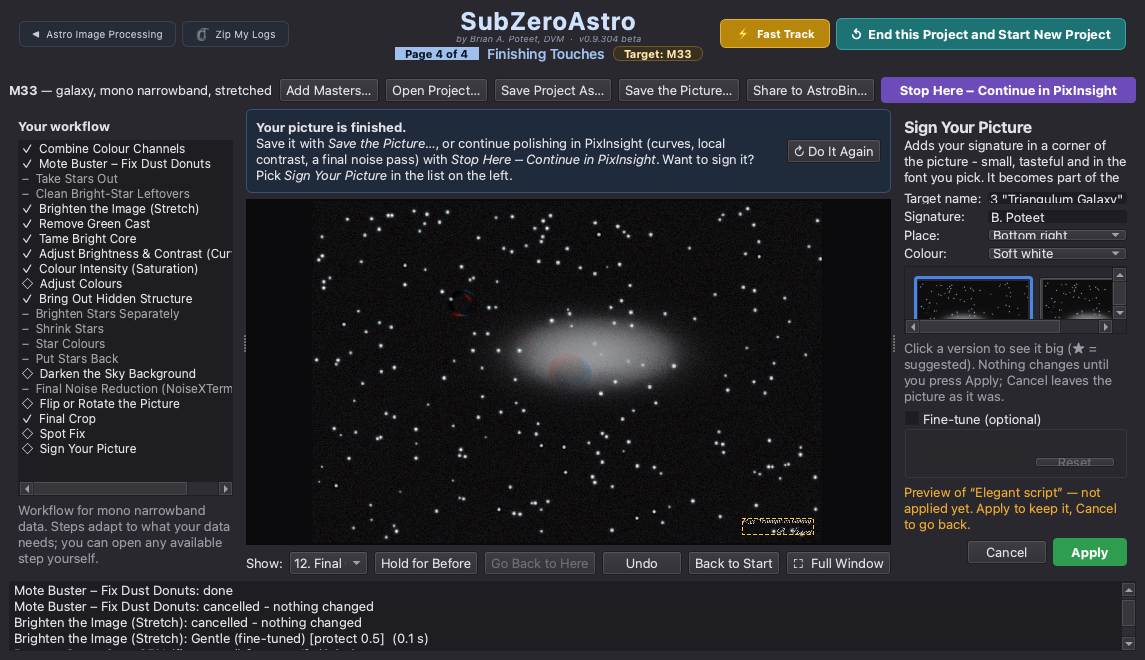 ◄ Astro Image Processing
Zip My Logs
SubZeroAstro
by Brian A. Poteet, DVM · v0.9.304 beta
Page 4 of 4
Finishing Touches
Target: M33
⚡ Fast Track
End this Project and Start New Project
M33 — galaxy, mono narrowband, stretched
Add Masters...
Open Project...
Save Project As...
Save the Picture...
Share to AstroBin...
Stop Here – Continue in PixInsight
Your workflow
✓ Combine Colour Channels
✓ Mote Buster – Fix Dust Donuts
– Take Stars Out
– Clean Bright-Star Leftovers
✓ Brighten the Image (Stretch)
✓ Remove Green Cast
✓ Tame Bright Core
✓ Adjust Brightness & Contrast (Cur
✓ Colour Intensity (Saturation)
◇ Adjust Colours
✓ Bring Out Hidden Structure
– Brighten Stars Separately
– Shrink Stars
– Star Colours
– Put Stars Back
◇ Darken the Sky Background
– Final Noise Reduction (NoiseXTerm
◇ Flip or Rotate the Picture
✓ Final Crop
◇ Spot Fix
◇ Sign Your Picture
Workflow for mono narrowband
data. Steps adapt to what your data
needs; you can open any available
step yourself.
Your picture is finished.
Save it with Save the Picture..., or continue polishing in PixInsight (curves, local
contrast, a final noise pass) with Stop Here – Continue in PixInsight. Want to sign it?
Pick Sign Your Picture in the list on the left.
Do It Again
Show:
12. Final
Hold for Before
Go Back to Here
Undo
Back to Start
Full Window
Sign Your Picture
Adds your signature in a corner of
the picture - small, tasteful and in the
font you pick. It becomes part of the
Target name: 3 "Triangulum Galaxy"
Signature: B. Poteet
Place: Bottom right
Colour: Soft white
Click a version to see it big (★ =
suggested). Nothing changes until
you press Apply; Cancel leaves the
picture as it was.
Fine-tune (optional)
Reset
Preview of "Elegant script" — not
applied yet. Apply to keep it, Cancel
to go back.
Cancel
Apply
Mote Buster – Fix Dust Donuts: done
Mote Buster – Fix Dust Donuts: cancelled - nothing changed
Brighten the Image (Stretch): cancelled - nothing changed
Brighten the Image (Stretch): Gentle (fine-tuned) [protect 0.5] (0.1 s)